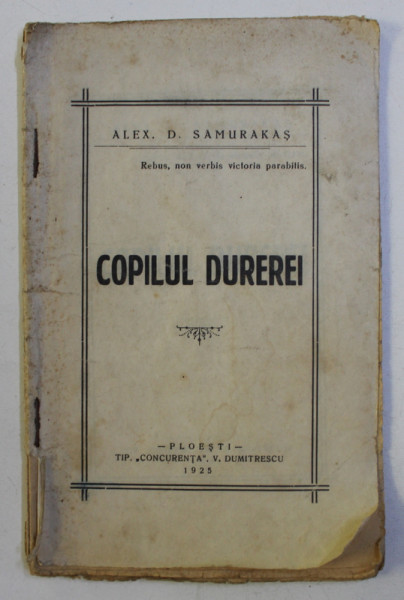 ALEX. D. SAMURAKAȘ
Rebus, non verbis victoria parabilis.
COPILUL DUREREI
— PLOEȘTI —
TIP. „CONCURENȚA”. V. DUMITRESCU
1925